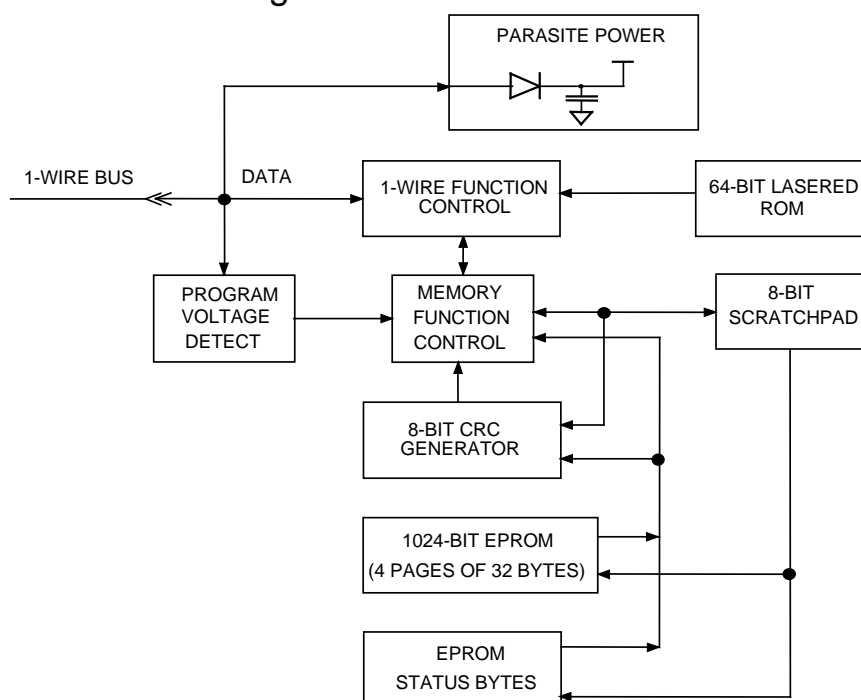 PARASITE POWER
1-WIRE BUS
DATA
1-WIRE FUNCTION
CONTROL
64-BIT LASERED
ROM
PROGRAM
VOLTAGE
DETECT
MEMORY
FUNCTION
CONTROL
8-BIT
SCRATCHPAD
8-BIT CRC
GENERATOR
1024-BIT EPROM
(4 PAGES OF 32 BYTES)
EPROM
STATUS BYTES